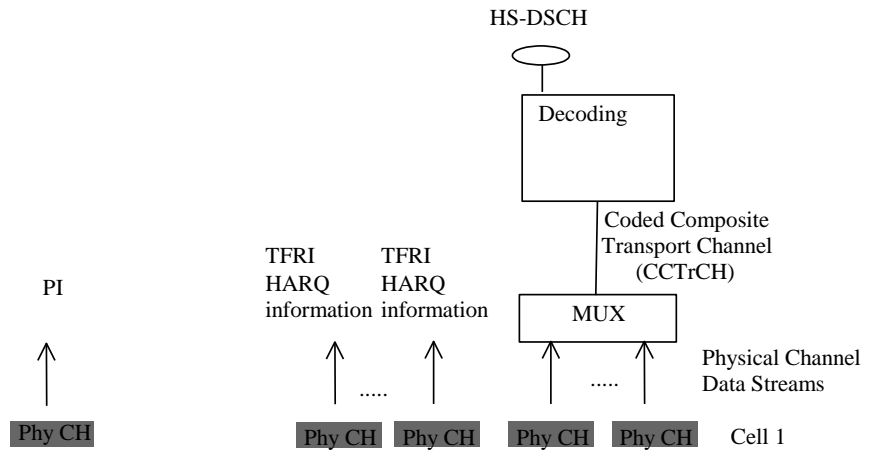 HS-DSCH
Decoding
Coded Composite
Transport Channel
(CCTrCH)
TFRI
HARQ
information
TFRI
HARQ
information
PI
MUX
Physical Channel
Data Streams
.....
.....
Phy CH
Phy CH
Phy CH
Phy CH
Phy CH
Cell 1